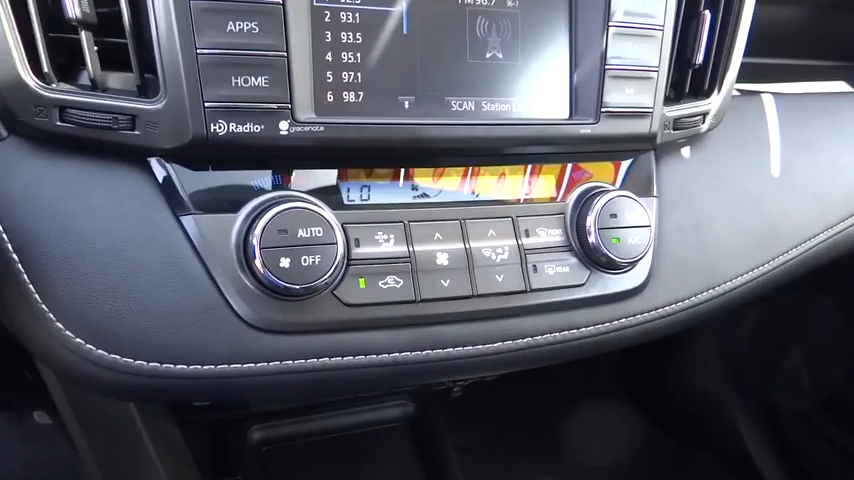 APPS
HOME
2 93.1
3 93.5
4 95.1
5 97.1
6 98.7
SCAN Station List
HD Radio
gracenote
LO
AUTO
OFF
FRONT
REAR
A/C